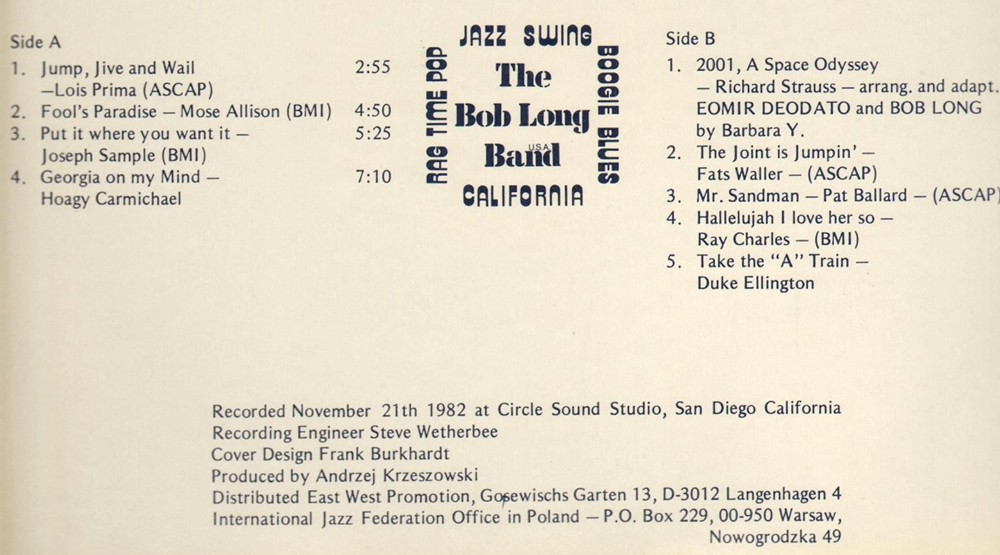 Side A
1. Jump, Jive and Wail 2:55
—Lois Prima (ASCAP)
2. Fool's Paradise — Mose Allison (BMI) 4:50
3. Put it where you want it — 5:25
Joseph Sample (BMI)
4. Georgia on my Mind — 7:10
Hoagy Carmichael
JAZZ SWING
RAG TIME POP
The
Bob Long
U.S.A.
Band
BOOGIE BLUES
CALIFORNIA
Side B
1. 2001, A Space Odyssey
— Richard Strauss — arrang. and adapt.
EOMIR DEODATO and BOB LONG
by Barbara Y.
2. The Joint is Jumpin' —
Fats Waller — (ASCAP)
3. Mr. Sandman — Pat Ballard — (ASCAP)
4. Hallelujah I love her so —
Ray Charles — (BMI)
5. Take the "A" Train —
Duke Ellington
Recorded November 21th 1982 at Circle Sound Studio, San Diego California
Recording Engineer Steve Wetherbee
Cover Design Frank Burkhardt
Produced by Andrzej Krzeszowski
Distributed East West Promotion, Gosewischs Garten 13, D-3012 Langenhagen 4
International Jazz Federation Office in Poland — P.O. Box 229, 00-950 Warsaw,
Nowogrodzka 49